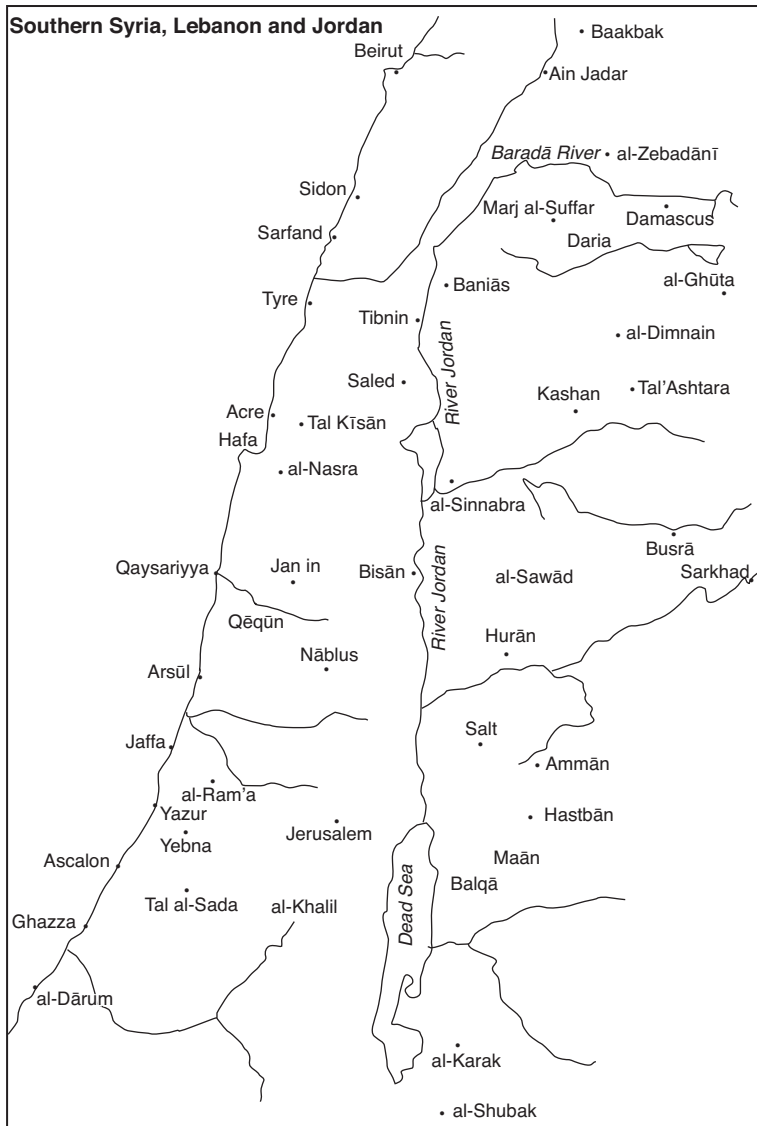 Southern Syria, Lebanon and Jordan
Baakbak
Beirut
Ain Jadar
Baradā River
al-Zebadānī
Sidon
Marj al-Suffar
Damascus
Sarfand
Daria
Baniās
al-Ghūta
Tyre
Tibnin
al-Dimnain
River Jordan
Saled
Kashan
Tal'Ashtara
Acre
Tal Kīsān
Hafa
al-Nasra
al-Sinnabra
Busrā
Qaysariyya
Jan in
Bisān
al-Sawād
Sarkhad
River Jordan
Qēqūn
Hurān
Nāblus
Arsūl
Salt
Jaffa
Ammān
al-Ram'a
Yazur
Hastbān
Yebna
Jerusalem
Ascalon
Maān
Dead Sea
Balqā
Tal al-Sada
al-Khalil
Ghazza
al-Dārum
al-Karak
al-Shubak